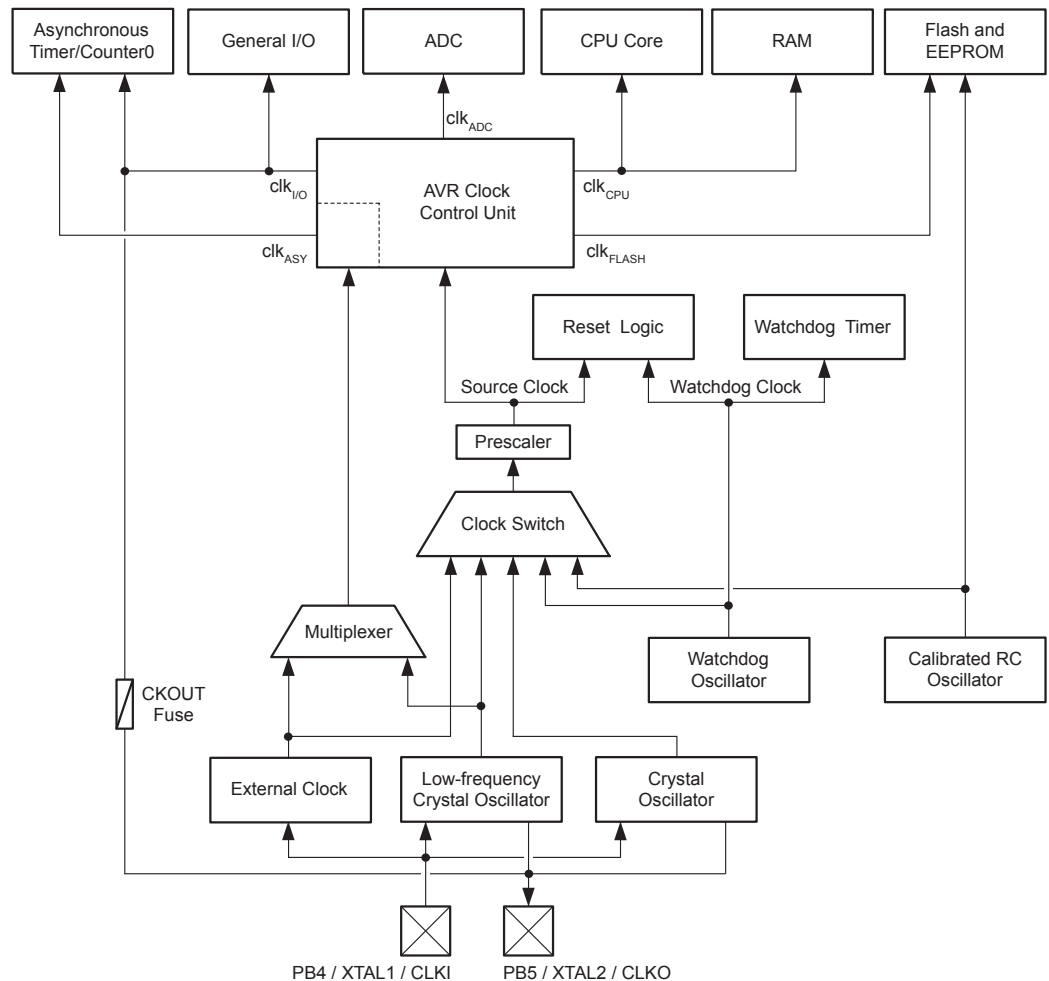 Asynchronous
Timer/Counter0
General I/O
ADC
CPU Core
RAM
Flash and
EEPROM
clkADC
AVR Clock
Control Unit
clkI/O
clkCPU
clkASY
clkFLASH
Reset Logic
Watchdog Timer
Source Clock
Watchdog Clock
Prescaler
Clock Switch
Multiplexer
Watchdog
Oscillator
Calibrated RC
Oscillator
CKOUT
Fuse
External Clock
Low-frequency
Crystal Oscillator
Crystal
Oscillator
PB4 / XTAL1 / CLKI
PB5 / XTAL2 / CLKO